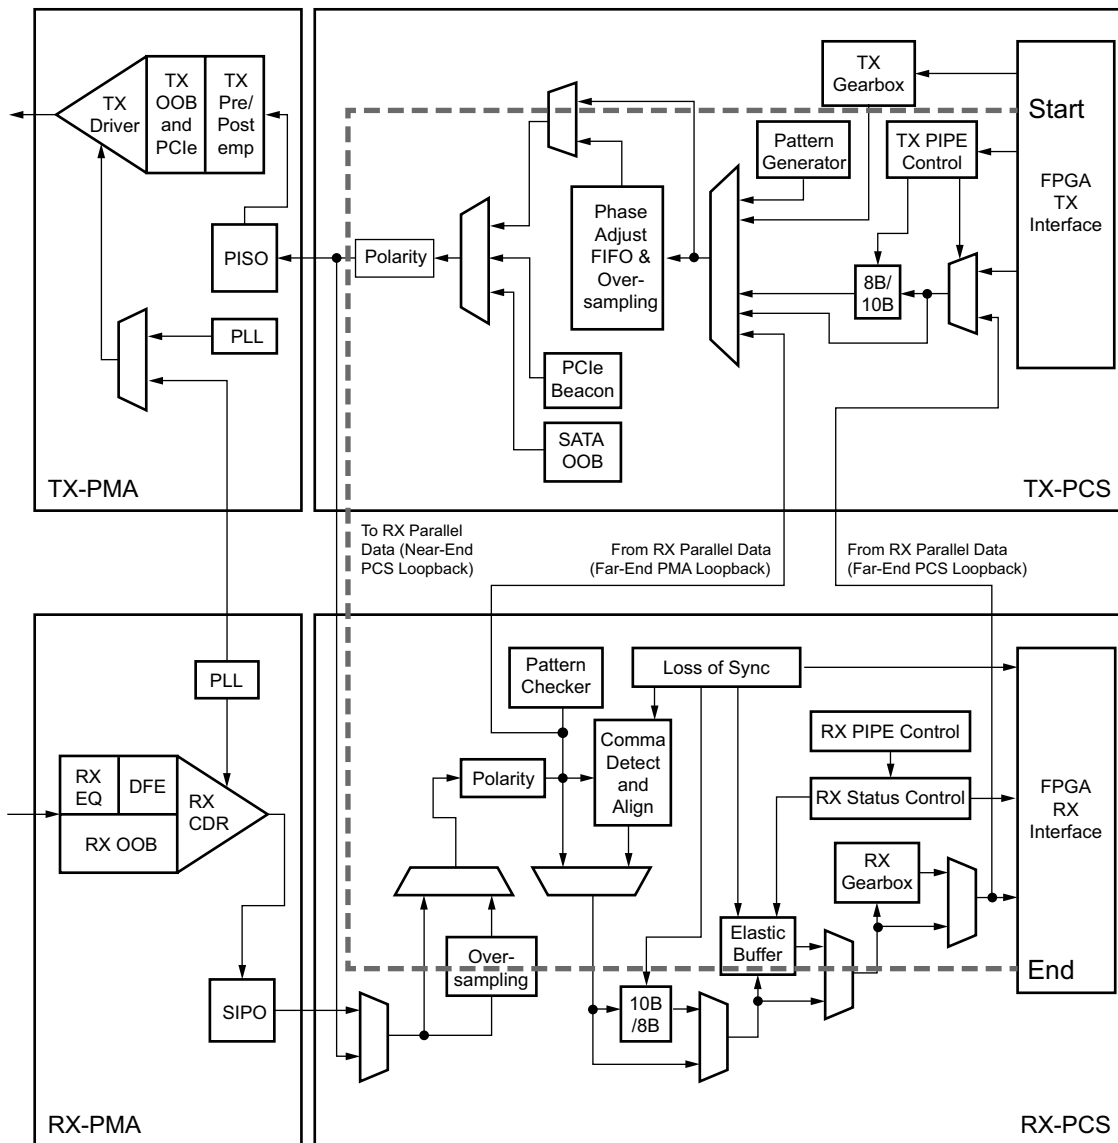 TX
Driver
TX
OOB
and
PCIe
TX
Pre/
Post
emp
PISO
PLL
TX-PMA
TX
Gearbox
Start
Pattern
Generator
TX PIPE
Control
FPGA
TX
Interface
Phase
Adjust
FIFO &
Over-
sampling
Polarity
8B/
10B
PCIe
Beacon
SATA
OOB
TX-PCS
To RX Parallel
Data (Near-End
PCS Loopback)
From RX Parallel Data
(Far-End PMA Loopback)
From RX Parallel Data
(Far-End PCS Loopback)
PLL
RX
EQ
DFE
RX
CDR
RX OOB
SIPO
RX-PMA
Pattern
Checker
Loss of Sync
Polarity
Comma
Detect
and
Align
RX PIPE Control
RX Status Control
FPGA
RX
Interface
RX
Gearbox
Over-
sampling
Elastic
Buffer
End
10B
/8B
RX-PCS